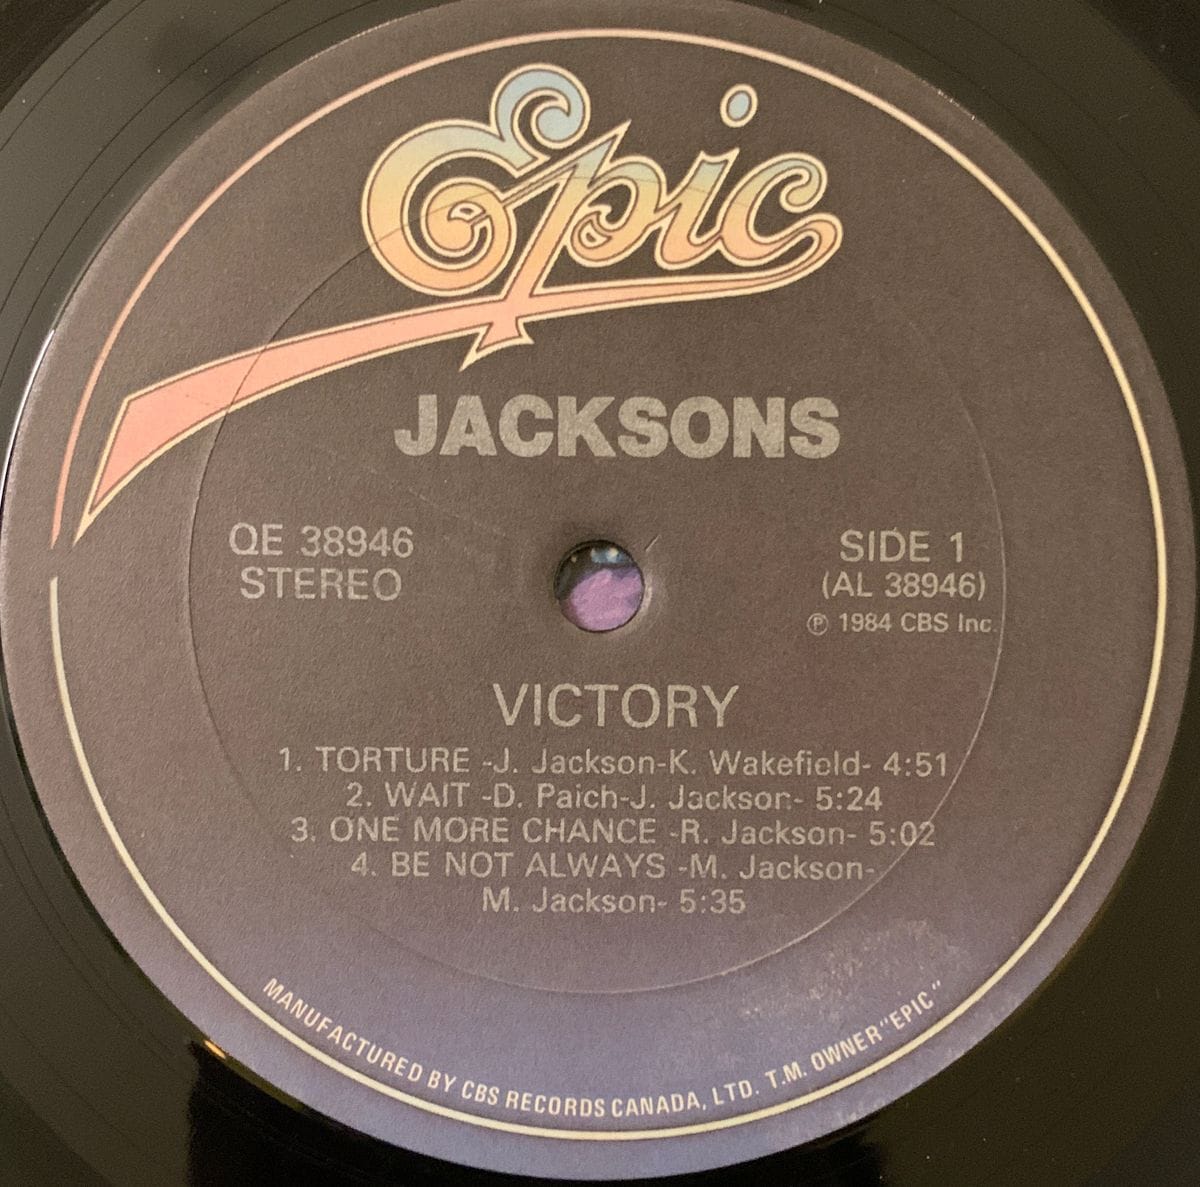 Epic
JACKSONS
QE 38946
STEREO
SIDE 1
(AL 38946)
℗ 1984 CBS Inc.
VICTORY
1. TORTURE -J. Jackson-K. Wakefield- 4:51
2. WAIT -D. Paich-J. Jackson- 5:24
3. ONE MORE CHANCE -R. Jackson- 5:02
4. BE NOT ALWAYS -M. Jackson-
M. Jackson- 5:35
MANUFACTURED BY CBS RECORDS CANADA, LTD. T.M. OWNER "EPIC"